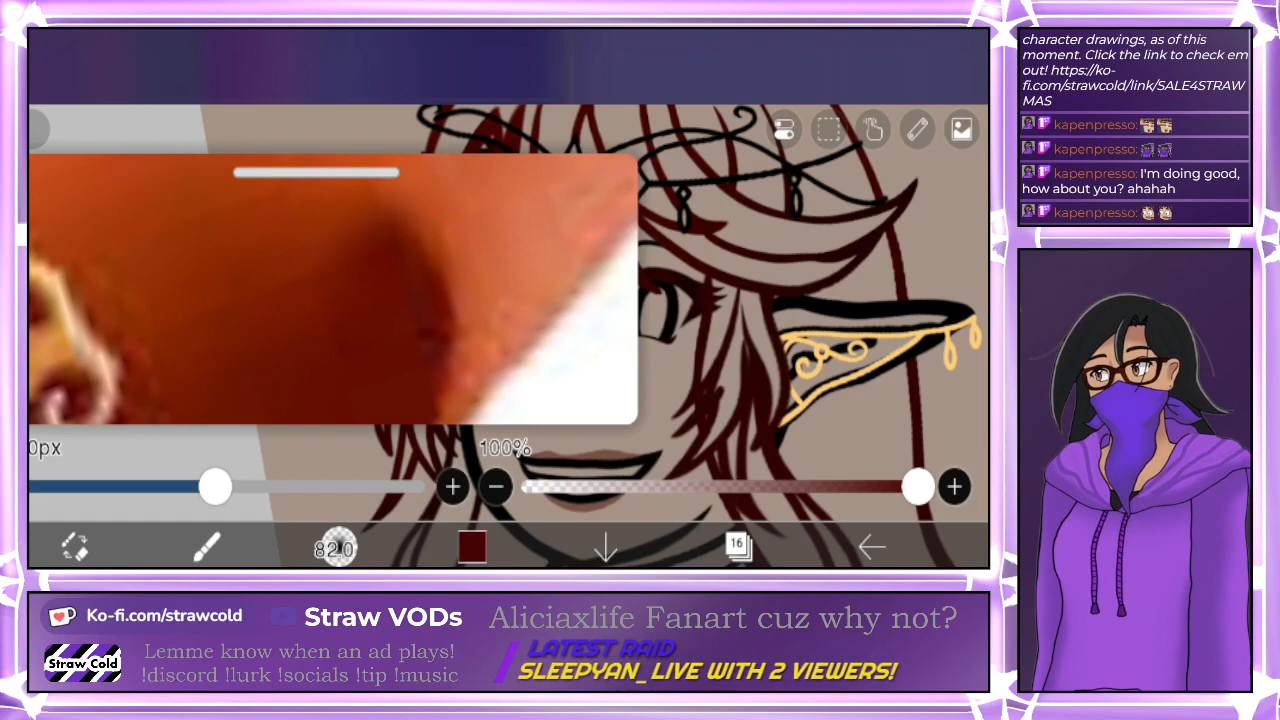 character drawings, as of this
moment. Click the link to check em
out! https://ko-
fi.com/strawcold/link/SALE4STRAW
MAS
kapenpresso:
kapenpresso:
kapenpresso: I'm doing good,
how about you? ahahah
kapenpresso:
0px
100%
82.0
16
Ko-fi.com/strawcold
Straw VODs
Aliciaxlife Fanart cuz why not?
Straw Cold
Lemme know when an ad plays!
!discord !lurk !socials !tip !music
LATEST RAID
SLEEPYAN_LIVE WITH 2 VIEWERS!